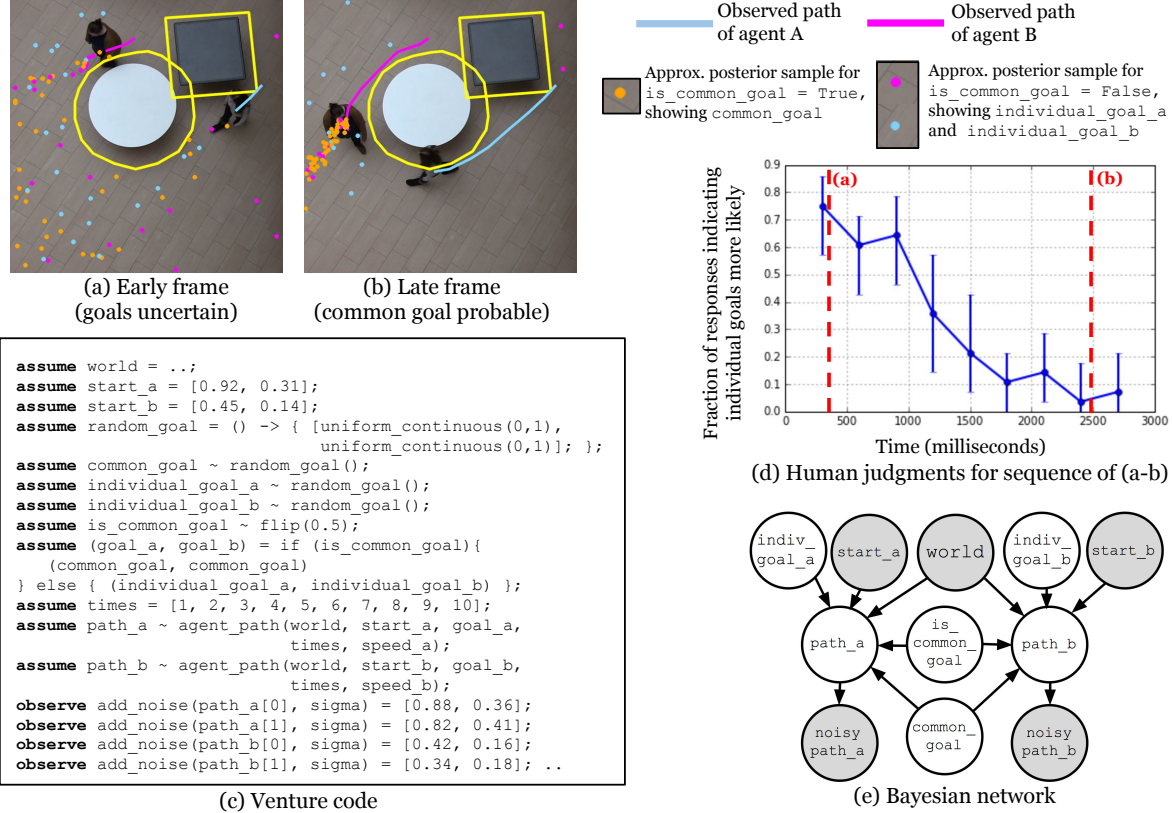 Observed path
of agent A
Observed path
of agent B
Approx. posterior sample for
is_common_goal = True,
showing common_goal
Approx. posterior sample for
is_common_goal = False,
showing individual_goal_a
and individual_goal_b
(a) Early frame
(goals uncertain)
(b) Late frame
(common goal probable)
assume world = ..;
assume start_a = [0.92, 0.31];
assume start_b = [0.45, 0.14];
assume random_goal = () -> { [uniform_continuous(0,1),
uniform_continuous(0,1)]; };
assume common_goal ~ random_goal();
assume individual_goal_a ~ random_goal();
assume individual_goal_b ~ random_goal();
assume is_common_goal ~ flip(0.5);
assume (goal_a, goal_b) = if (is_common_goal){
(common_goal, common_goal)
} else { (individual_goal_a, individual_goal_b) };
assume times = [1, 2, 3, 4, 5, 6, 7, 8, 9, 10];
assume path_a ~ agent_path(world, start_a, goal_a,
times, speed_a);
assume path_b ~ agent_path(world, start_b, goal_b,
times, speed_b);
observe add_noise(path_a[0], sigma) = [0.88, 0.36];
observe add_noise(path_a[1], sigma) = [0.82, 0.41];
observe add_noise(path_b[0], sigma) = [0.42, 0.16];
observe add_noise(path_b[1], sigma) = [0.34, 0.18]; ..
(c) Venture code
Fraction of responses indicating
individual goals more likely
0.9
0.8
0.7
0.6
0.5
0.4
0.3
0.2
0.1
0.0
(a)
(b)
0 500 1000 1500 2000 2500 3000
Time (milliseconds)
(d) Human judgments for sequence of (a-b)
indiv_
goal_a
start_a
world
indiv_
goal_b
start_b
path_a
is_
common_
goal
path_b
noisy
path_a
common_
goal
noisy
path_b
(e) Bayesian network